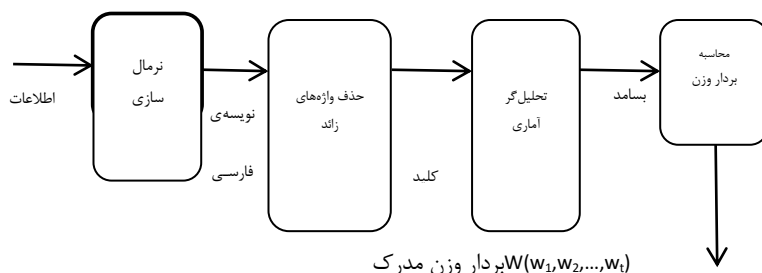 اطلاعات
نرمال
سازی
نویسه‌ی
فارسی
حذف واژه‌های
زائد
کلید
تحلیل‌گر
آماری
بسامد
محاسبه
بردار وزن
بردار وزن مدرک W(w₁,w₂,...,wₜ)